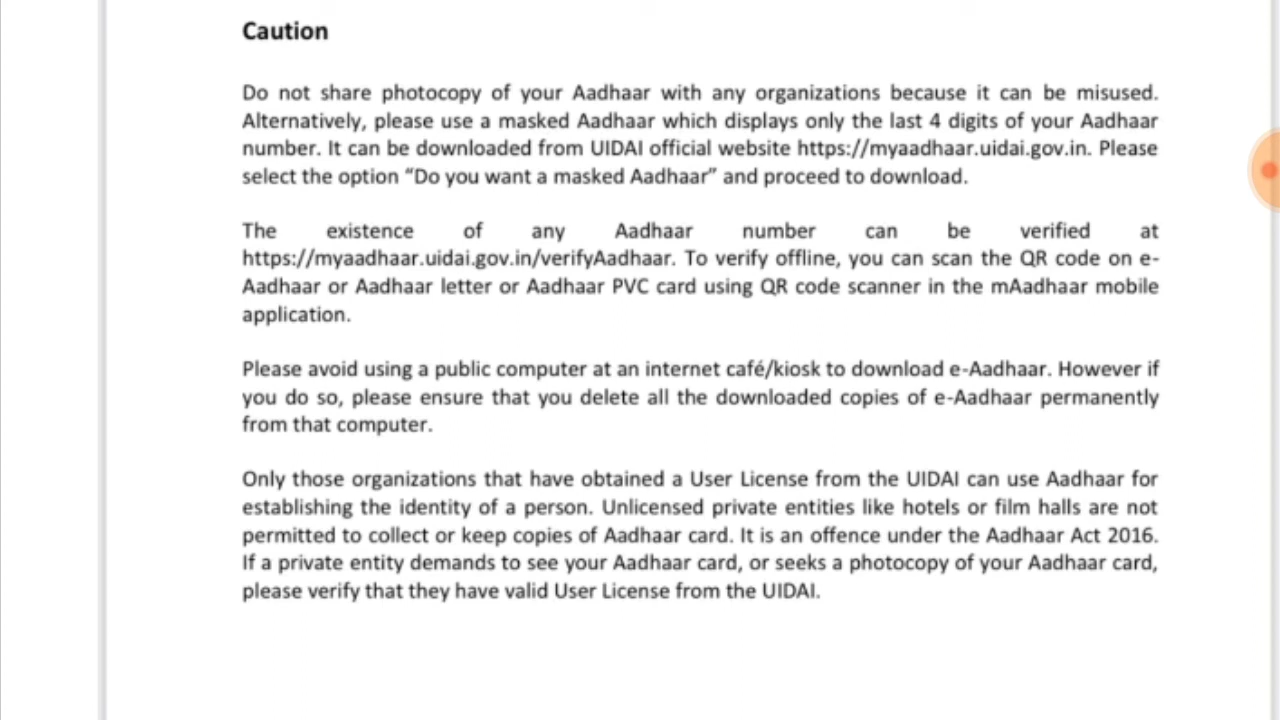 Caution
Do not share photocopy of your Aadhaar with any organizations because it can be misused.
Alternatively, please use a masked Aadhaar which displays only the last 4 digits of your Aadhaar
number. It can be downloaded from UIDAI official website https://myaadhaar.uidai.gov.in. Please
select the option “Do you want a masked Aadhaar” and proceed to download.
The existence of any Aadhaar number can be verified at
https://myaadhaar.uidai.gov.in/verifyAadhaar. To verify offline, you can scan the QR code on e-
Aadhaar or Aadhaar letter or Aadhaar PVC card using QR code scanner in the mAadhaar mobile
application.
Please avoid using a public computer at an internet café/kiosk to download e-Aadhaar. However if
you do so, please ensure that you delete all the downloaded copies of e-Aadhaar permanently
from that computer.
Only those organizations that have obtained a User License from the UIDAI can use Aadhaar for
establishing the identity of a person. Unlicensed private entities like hotels or film halls are not
permitted to collect or keep copies of Aadhaar card. It is an offence under the Aadhaar Act 2016.
If a private entity demands to see your Aadhaar card, or seeks a photocopy of your Aadhaar card,
please verify that they have valid User License from the UIDAI.